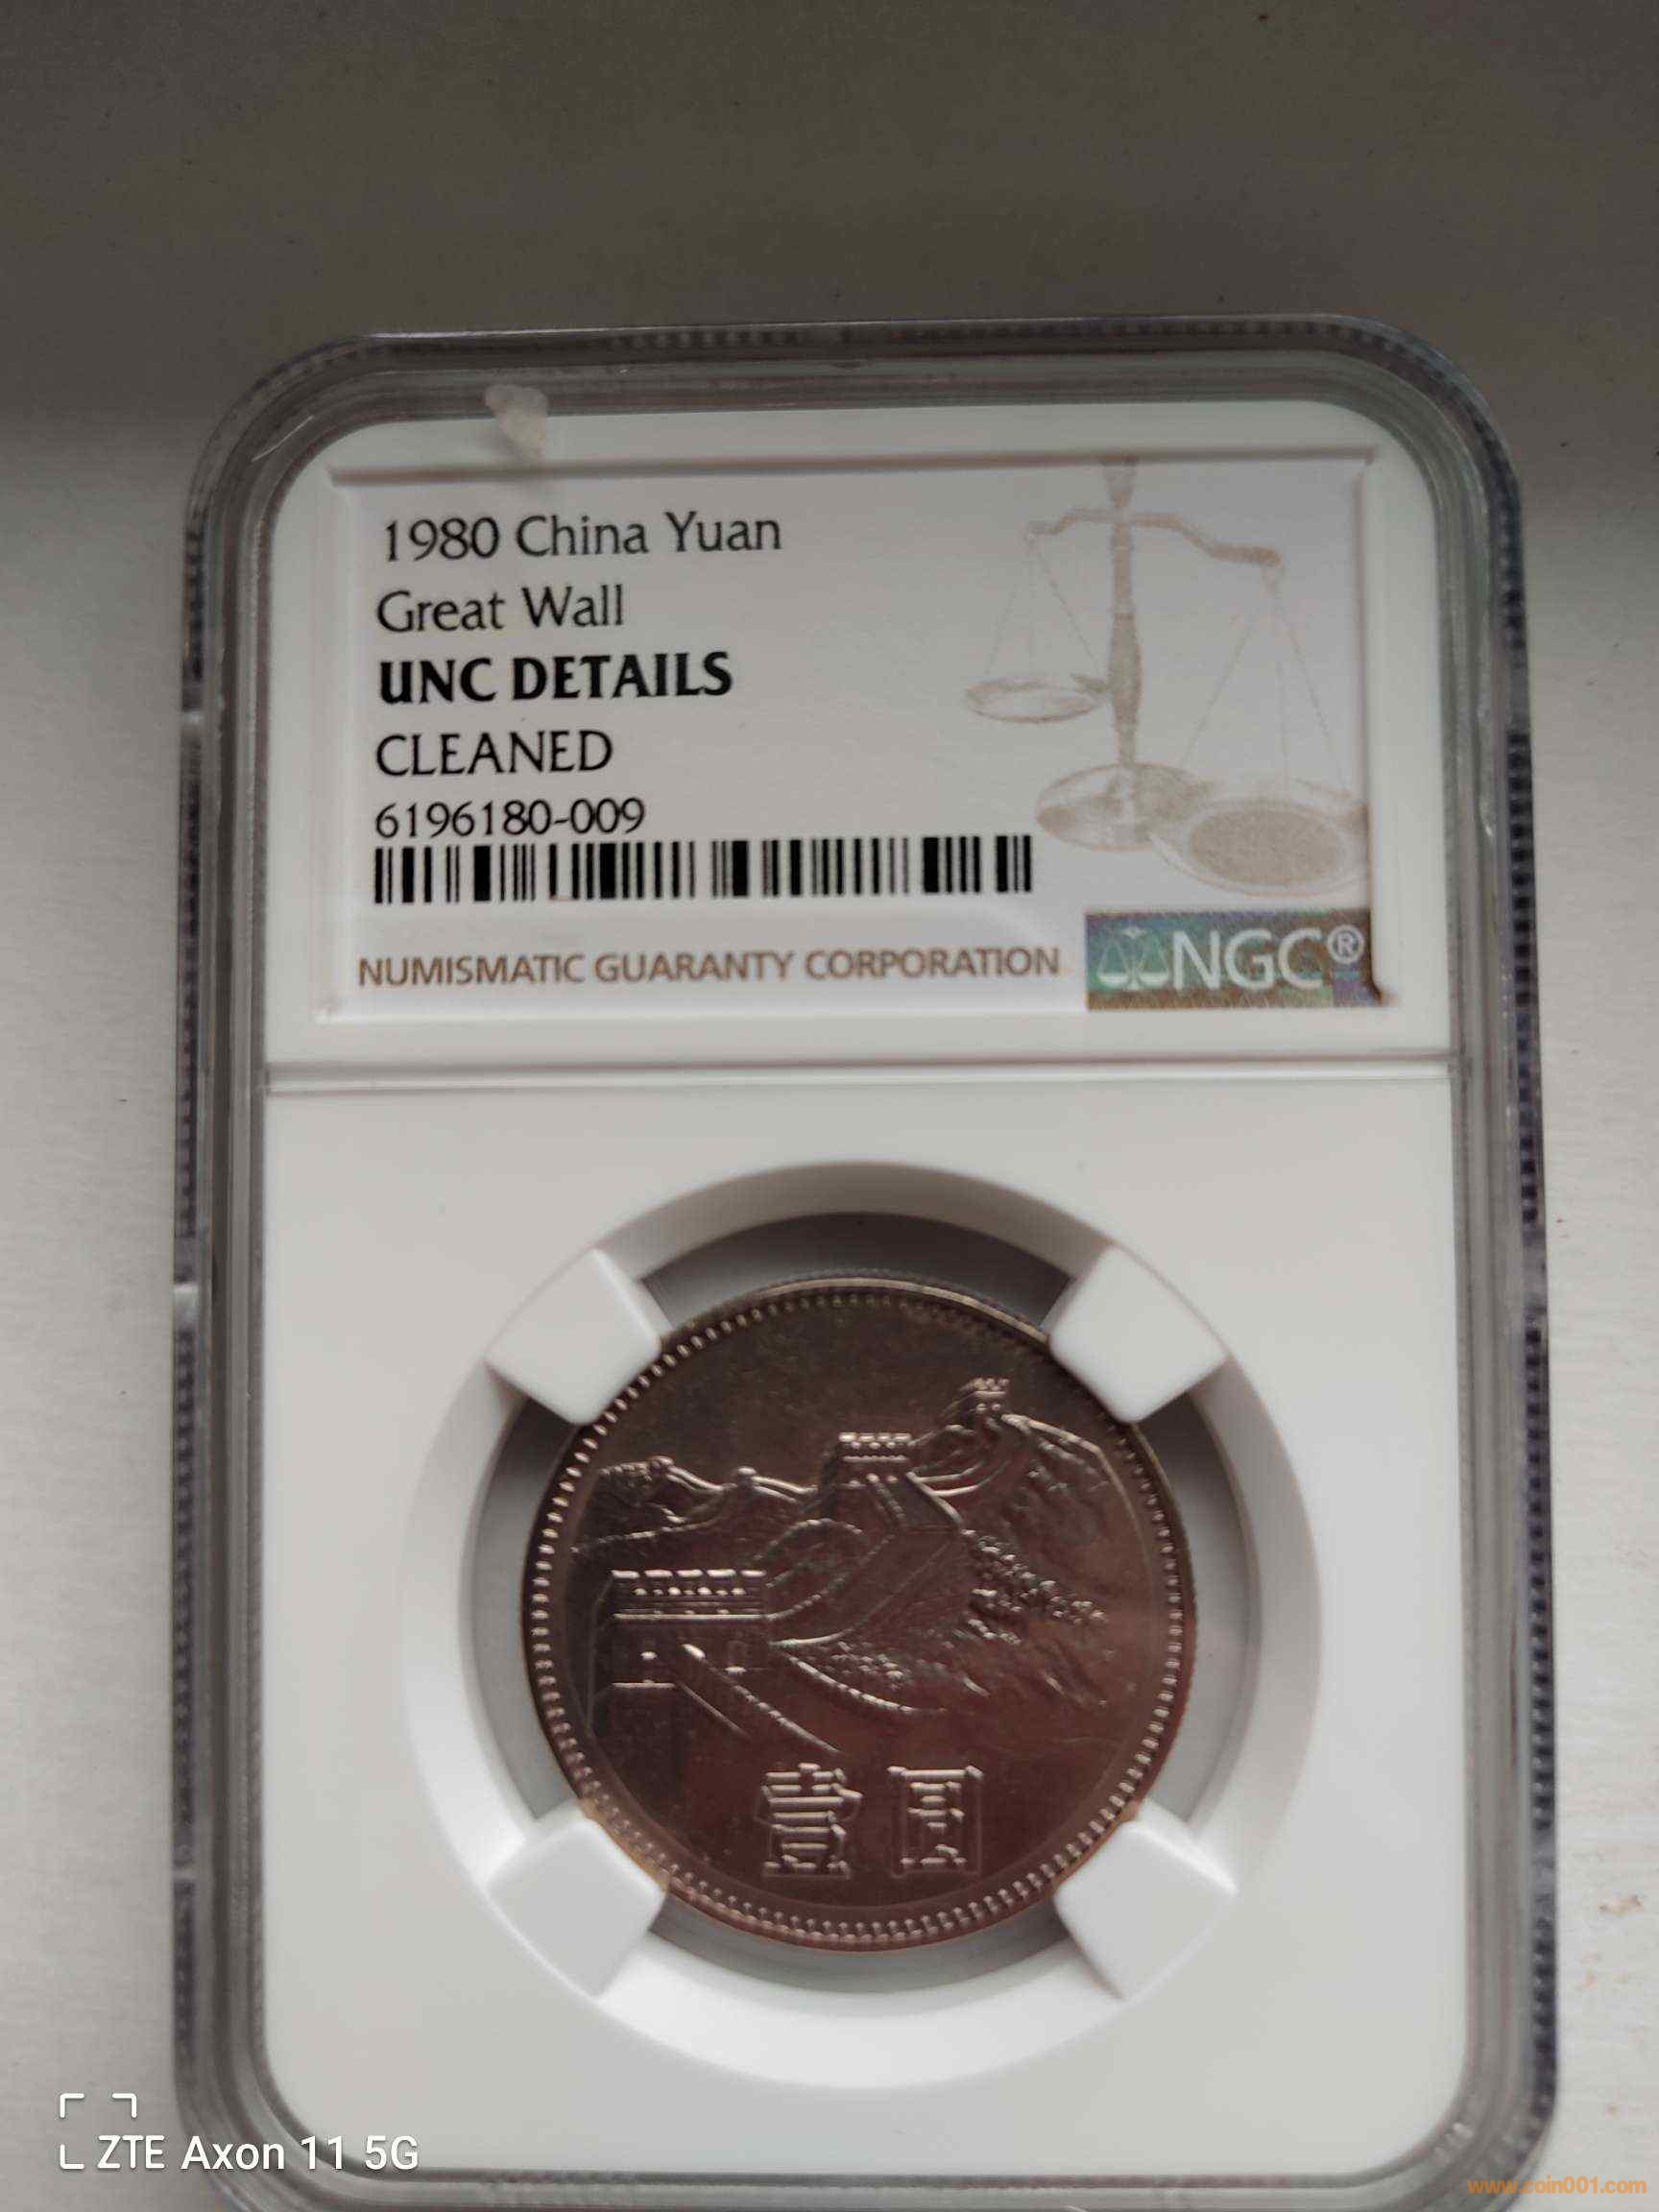 1980 China Yuan
Great Wall
UNC DETAILS
CLEANED
6196180-009
NUMISMATIC GUARANTY CORPORATION
NGC®
壹圓
ZTE Axon 11 5G
www.coin001.com